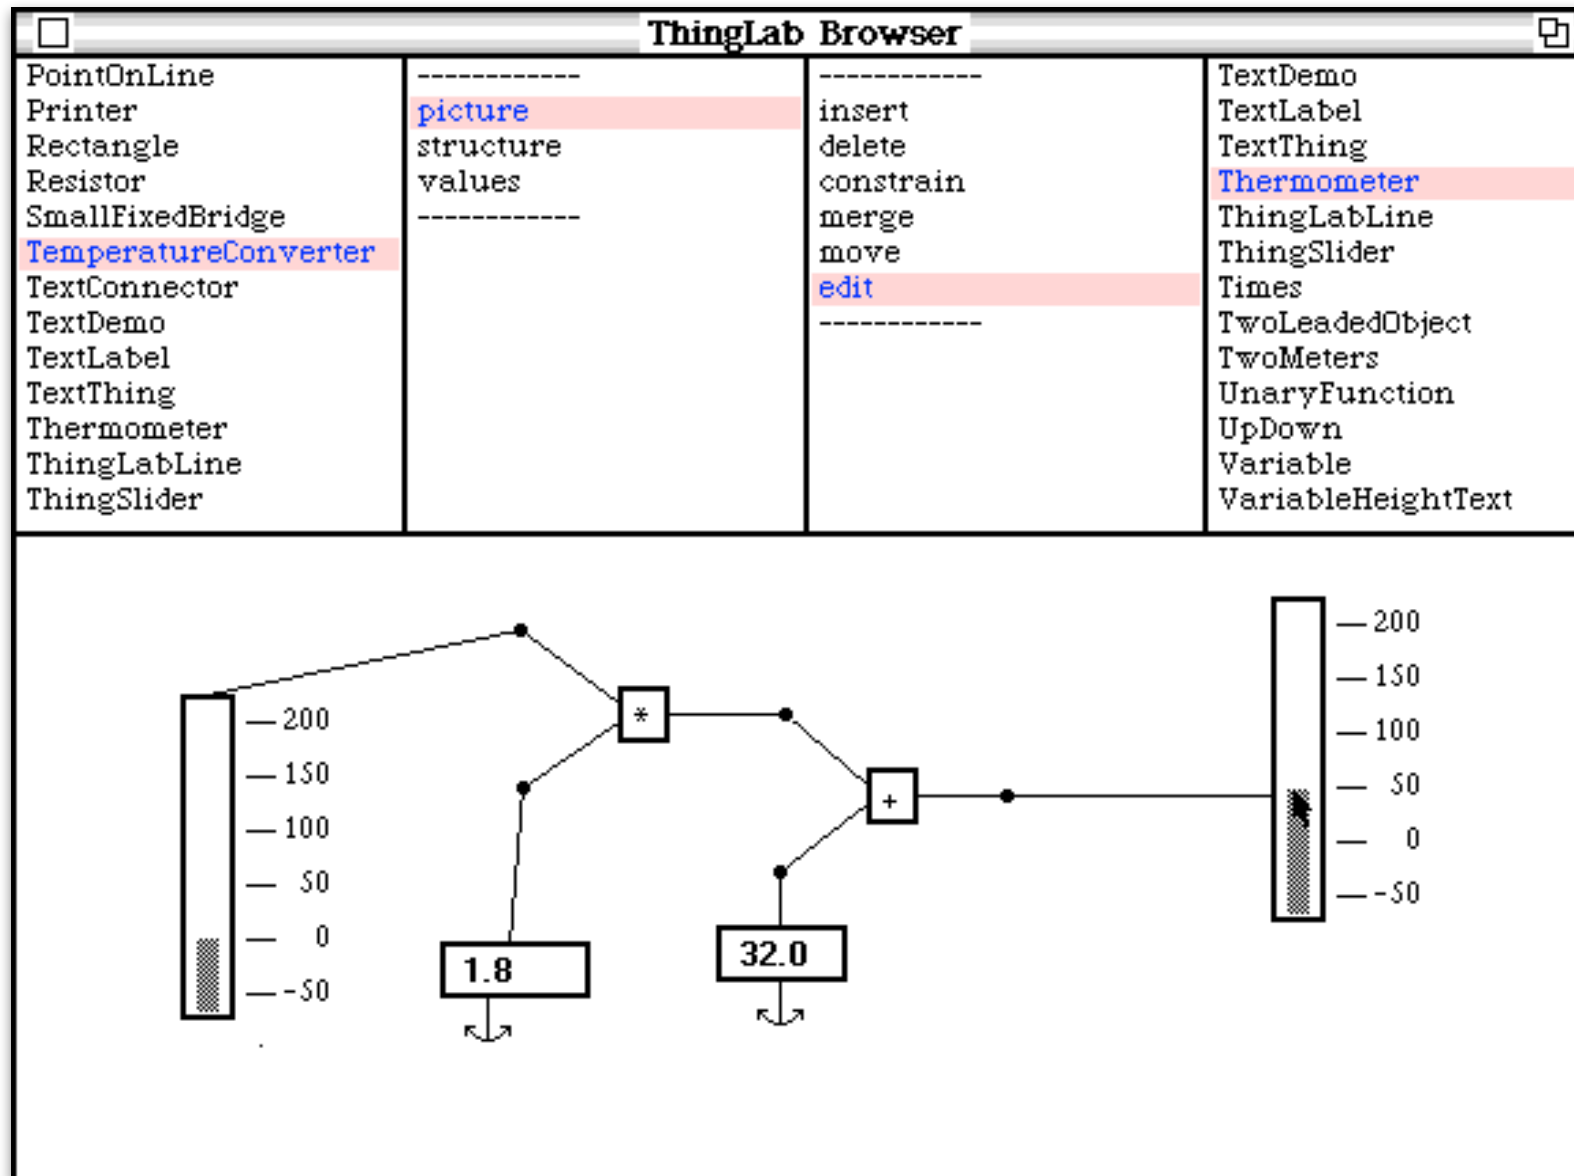 ThingLab Browser
PointOnLine
Printer
Rectangle
Resistor
SmallFixedBridge
TemperatureConverter
TextConnector
TextDemo
TextLabel
TextThing
Thermometer
ThingLabLine
ThingSlider
------------
picture
structure
values
------------
------------
insert
delete
constrain
merge
move
edit
------------
TextDemo
TextLabel
TextThing
Thermometer
ThingLabLine
ThingSlider
Times
TwoLeadedObject
TwoMeters
UnaryFunction
UpDown
Variable
VariableHeightText
200
150
100
50
0
-50
*
1.8
+
32.0
200
150
100
50
0
-50